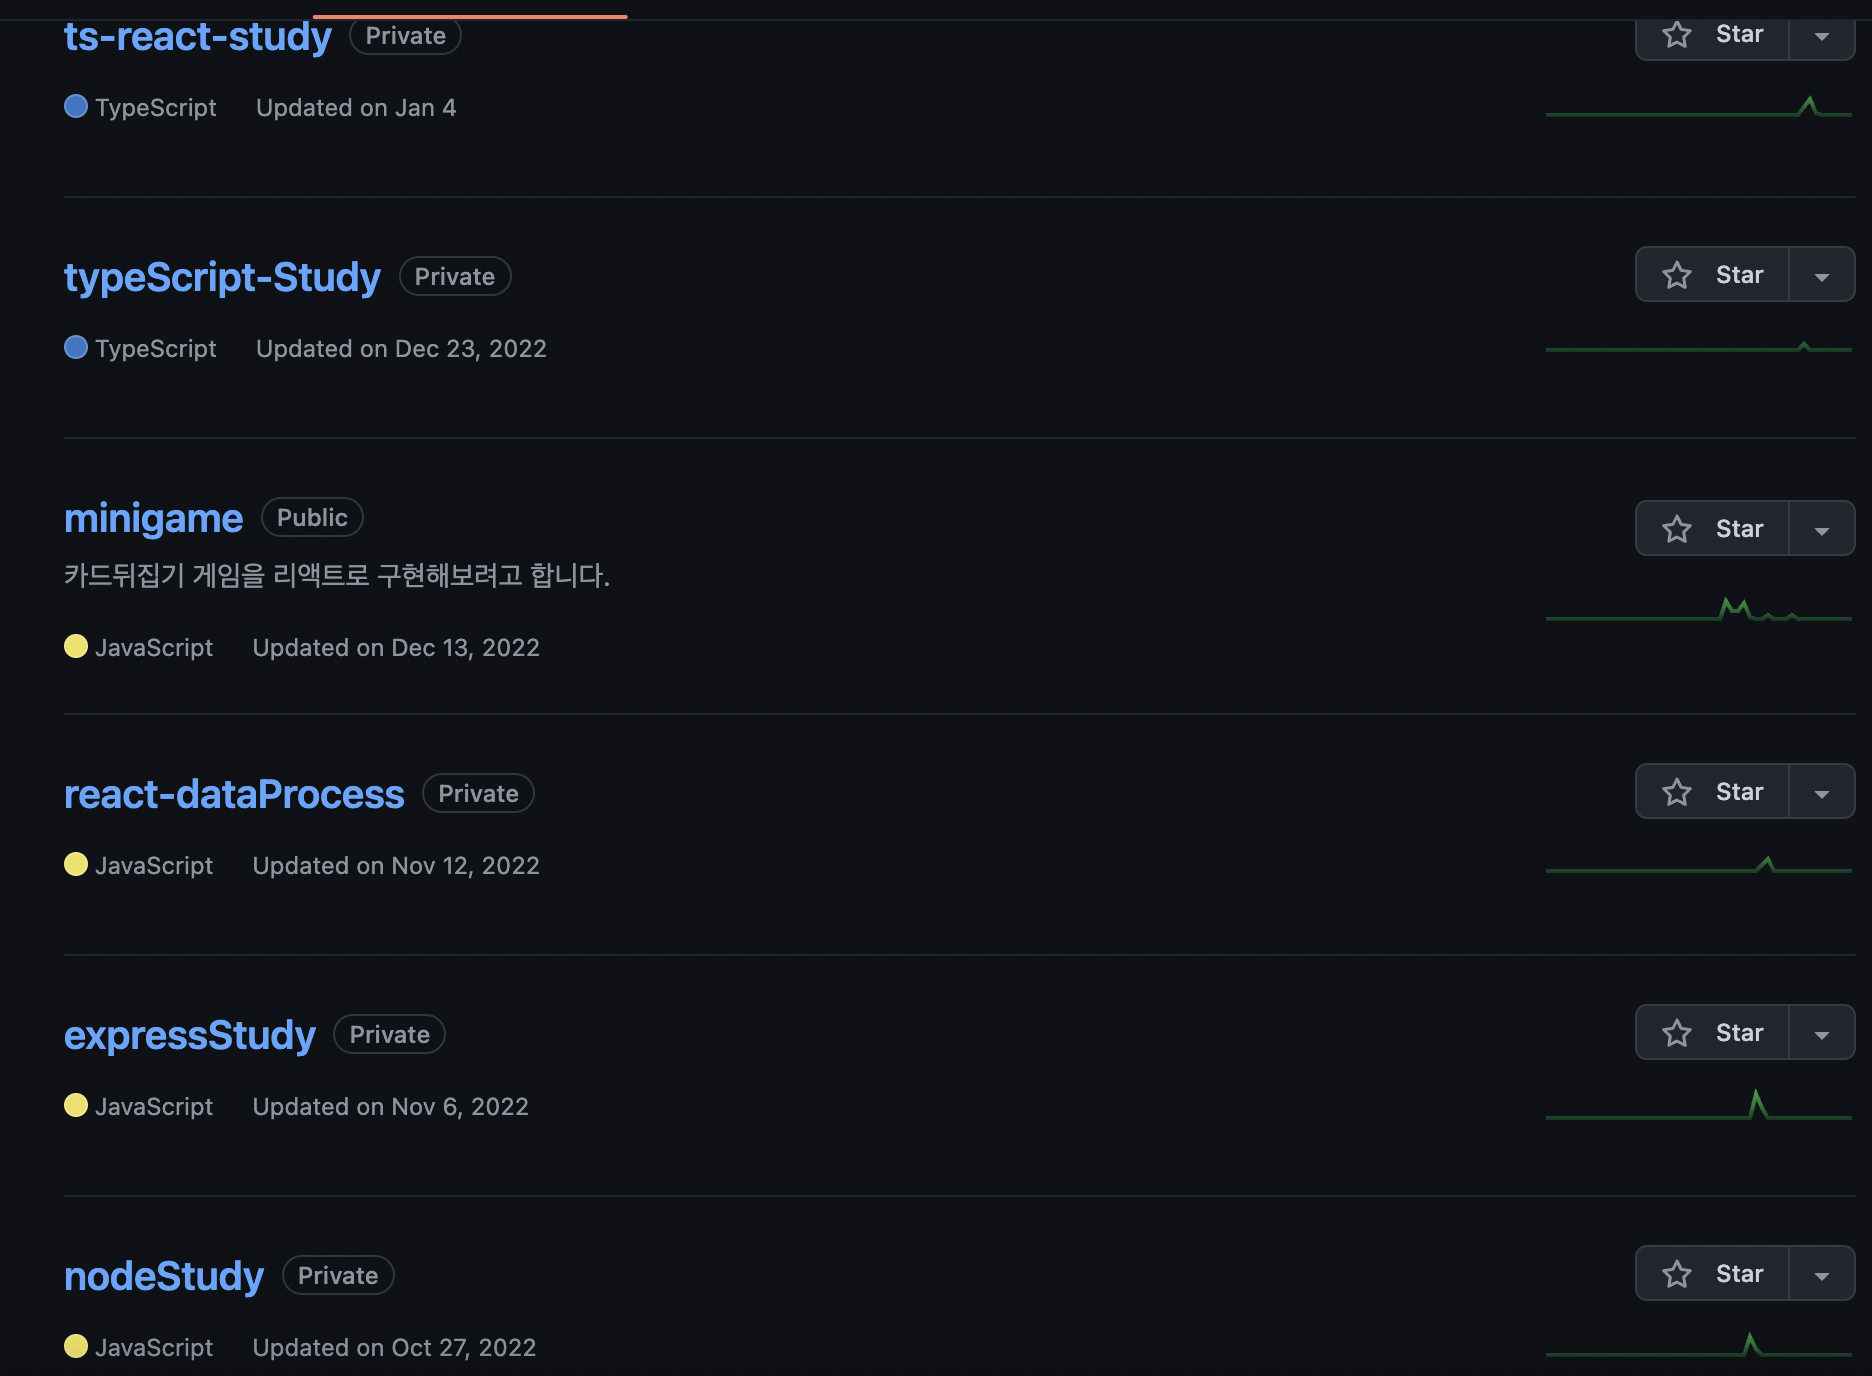 ts-react-study Private Star
TypeScript Updated on Jan 4
typeScript-Study Private Star
TypeScript Updated on Dec 23, 2022
minigame Public Star
카드뒤집기 게임을 리액트로 구현해보려고 합니다.
JavaScript Updated on Dec 13, 2022
react-dataProcess Private Star
JavaScript Updated on Nov 12, 2022
expressStudy Private Star
JavaScript Updated on Nov 6, 2022
nodeStudy Private Star
JavaScript Updated on Oct 27, 2022